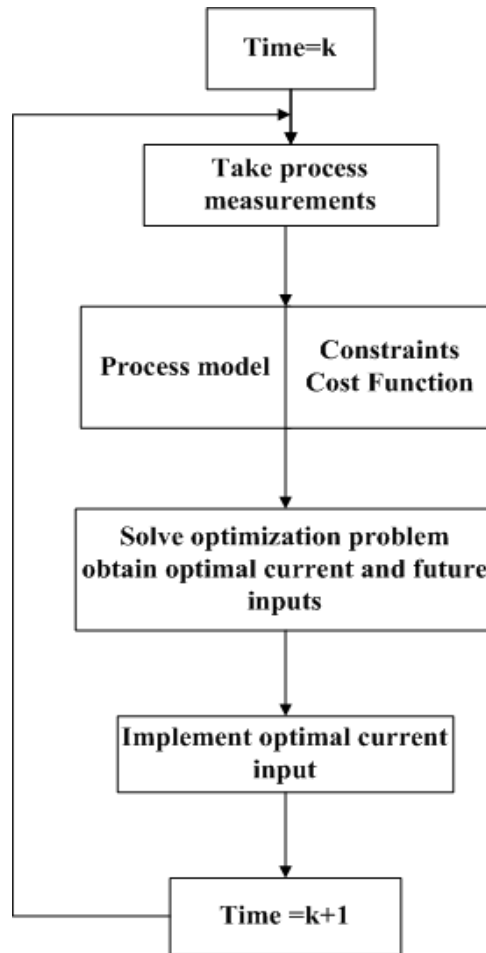 Time=k
Take process
measurements
Process model
Constraints
Cost Function
Solve optimization problem
obtain optimal current and future
inputs
Implement optimal current
input
Time =k+1